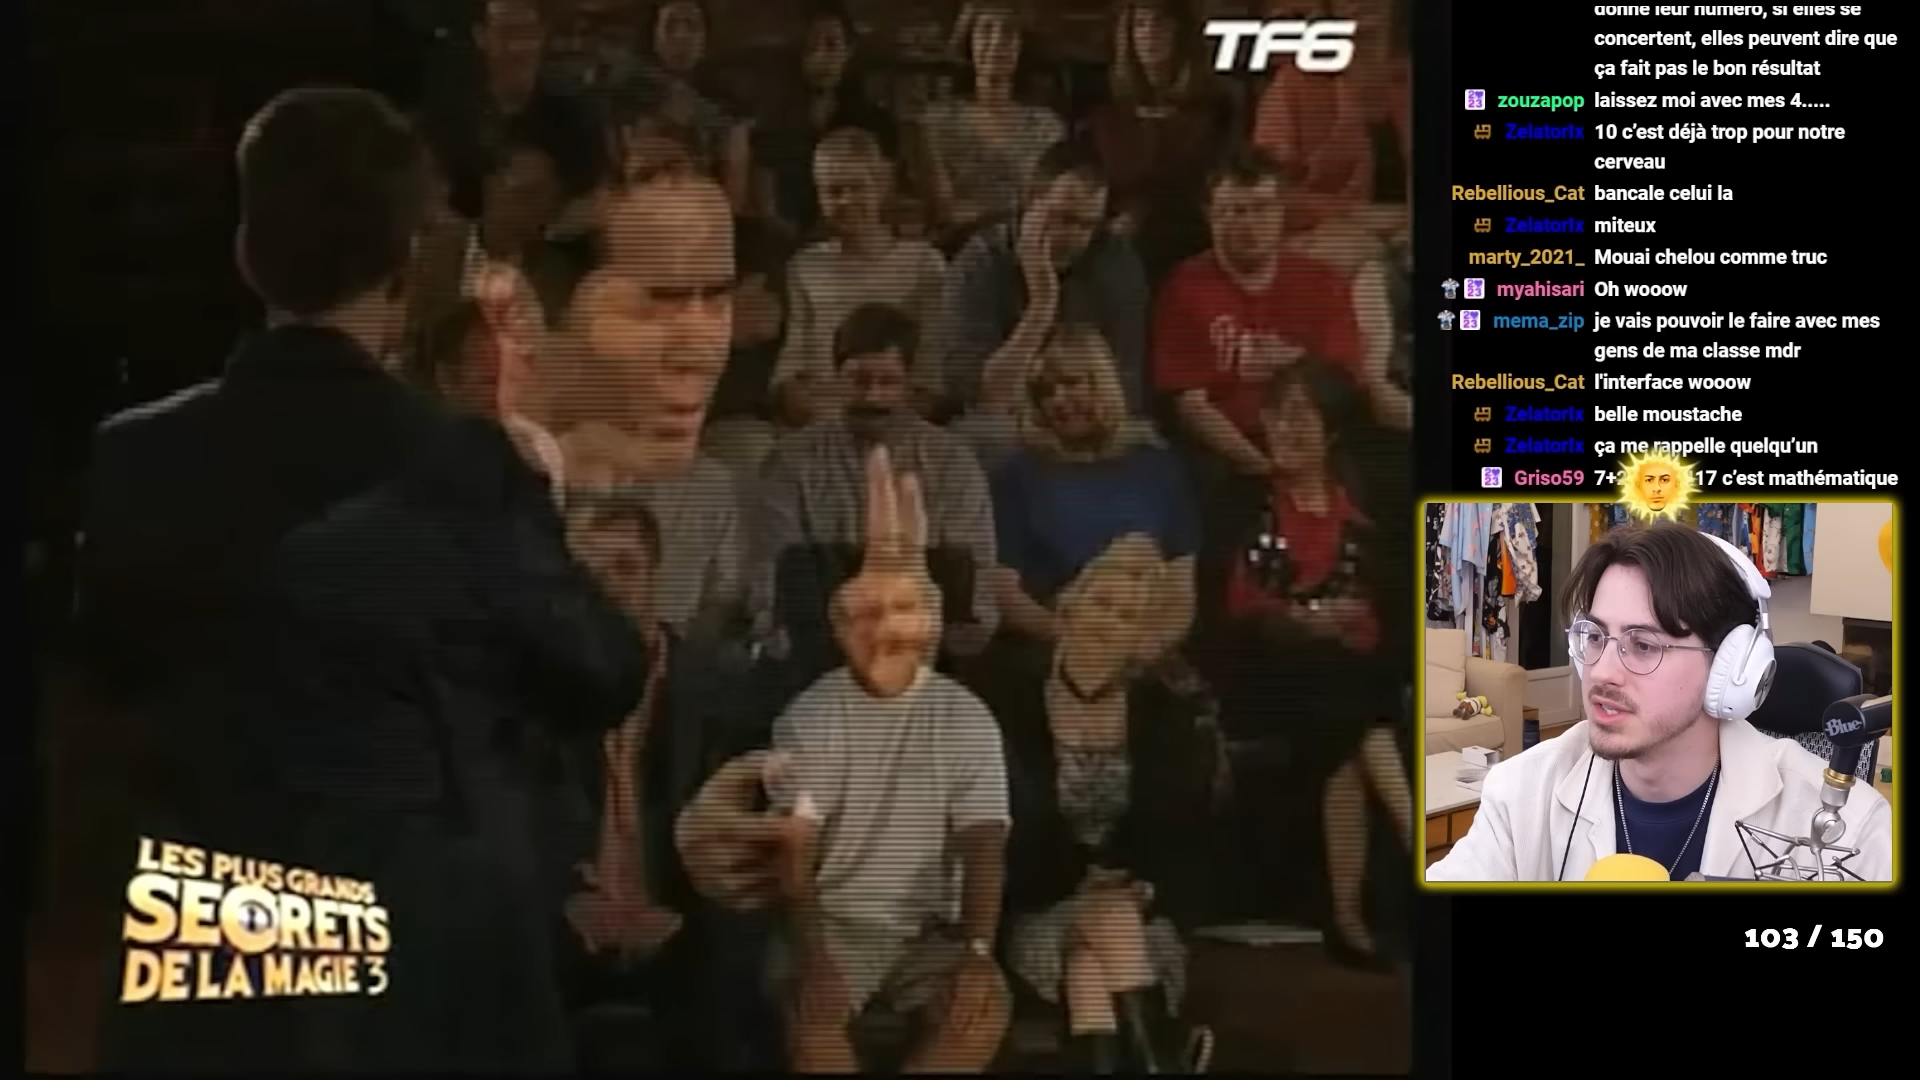 TF6
LES PLUS GRANDS
SECRETS
DE LA MAGIE 3
donne leur numéro, si elles se
concertent, elles peuvent dire que
ça fait pas le bon résultat
zouzapop laissez moi avec mes 4.....
Zelatorix 10 c'est déjà trop pour notre
cerveau
Rebellious_Cat bancale celui la
Zelatorix miteux
marty_2021_ Mouai chelou comme truc
myahisari Oh wooow
mema_zip je vais pouvoir le faire avec mes
gens de ma classe mdr
Rebellious_Cat l'interface wooow
Zelatorix belle moustache
Zelatorix ça me rappelle quelqu'un
Griso59 17 c'est mathématique
Blue
103 / 150